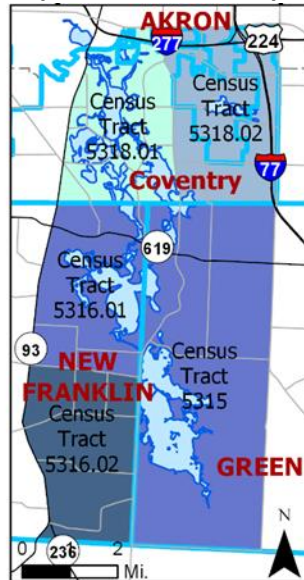 AKRON
277
224
Census
Tract
5318.01
Census
Tract
5318.02
77
Coventry
619
Census
Tract
5316.01
93
NEW
FRANKLIN
Census
Tract
5315
Census
Tract
5316.02
GREEN
236
0 1 2
Mi.
N